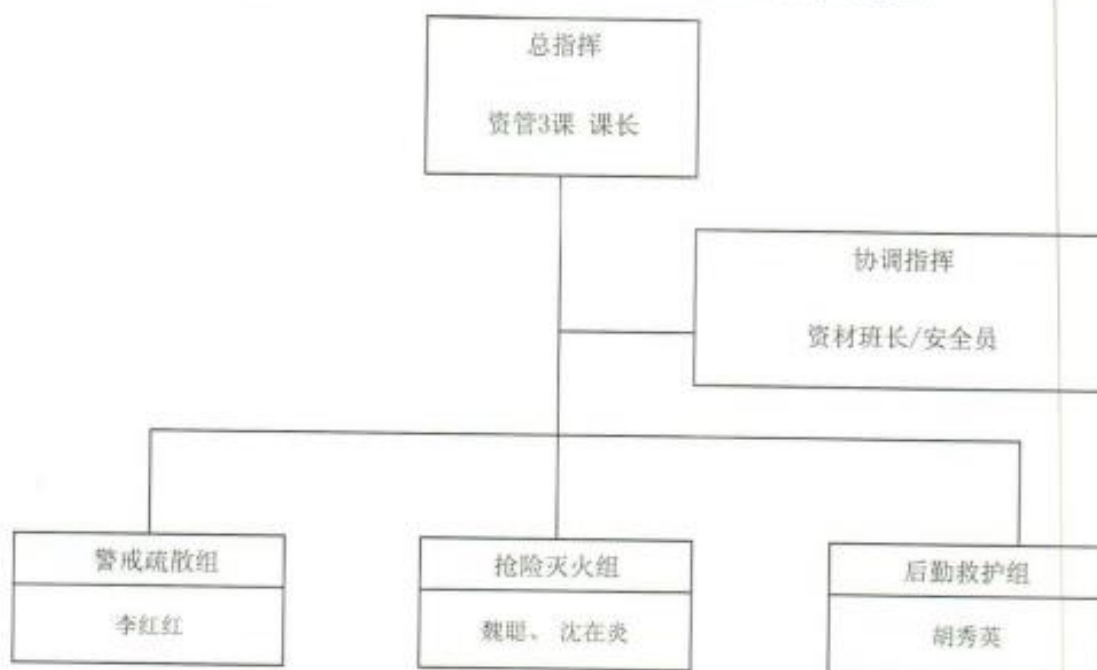 总指挥
资管3课 课长
协调指挥
资材班长/安全员
警戒疏散组
抢险灭火组
后勤救护组
李红红
魏聪、沈在炎
胡秀英